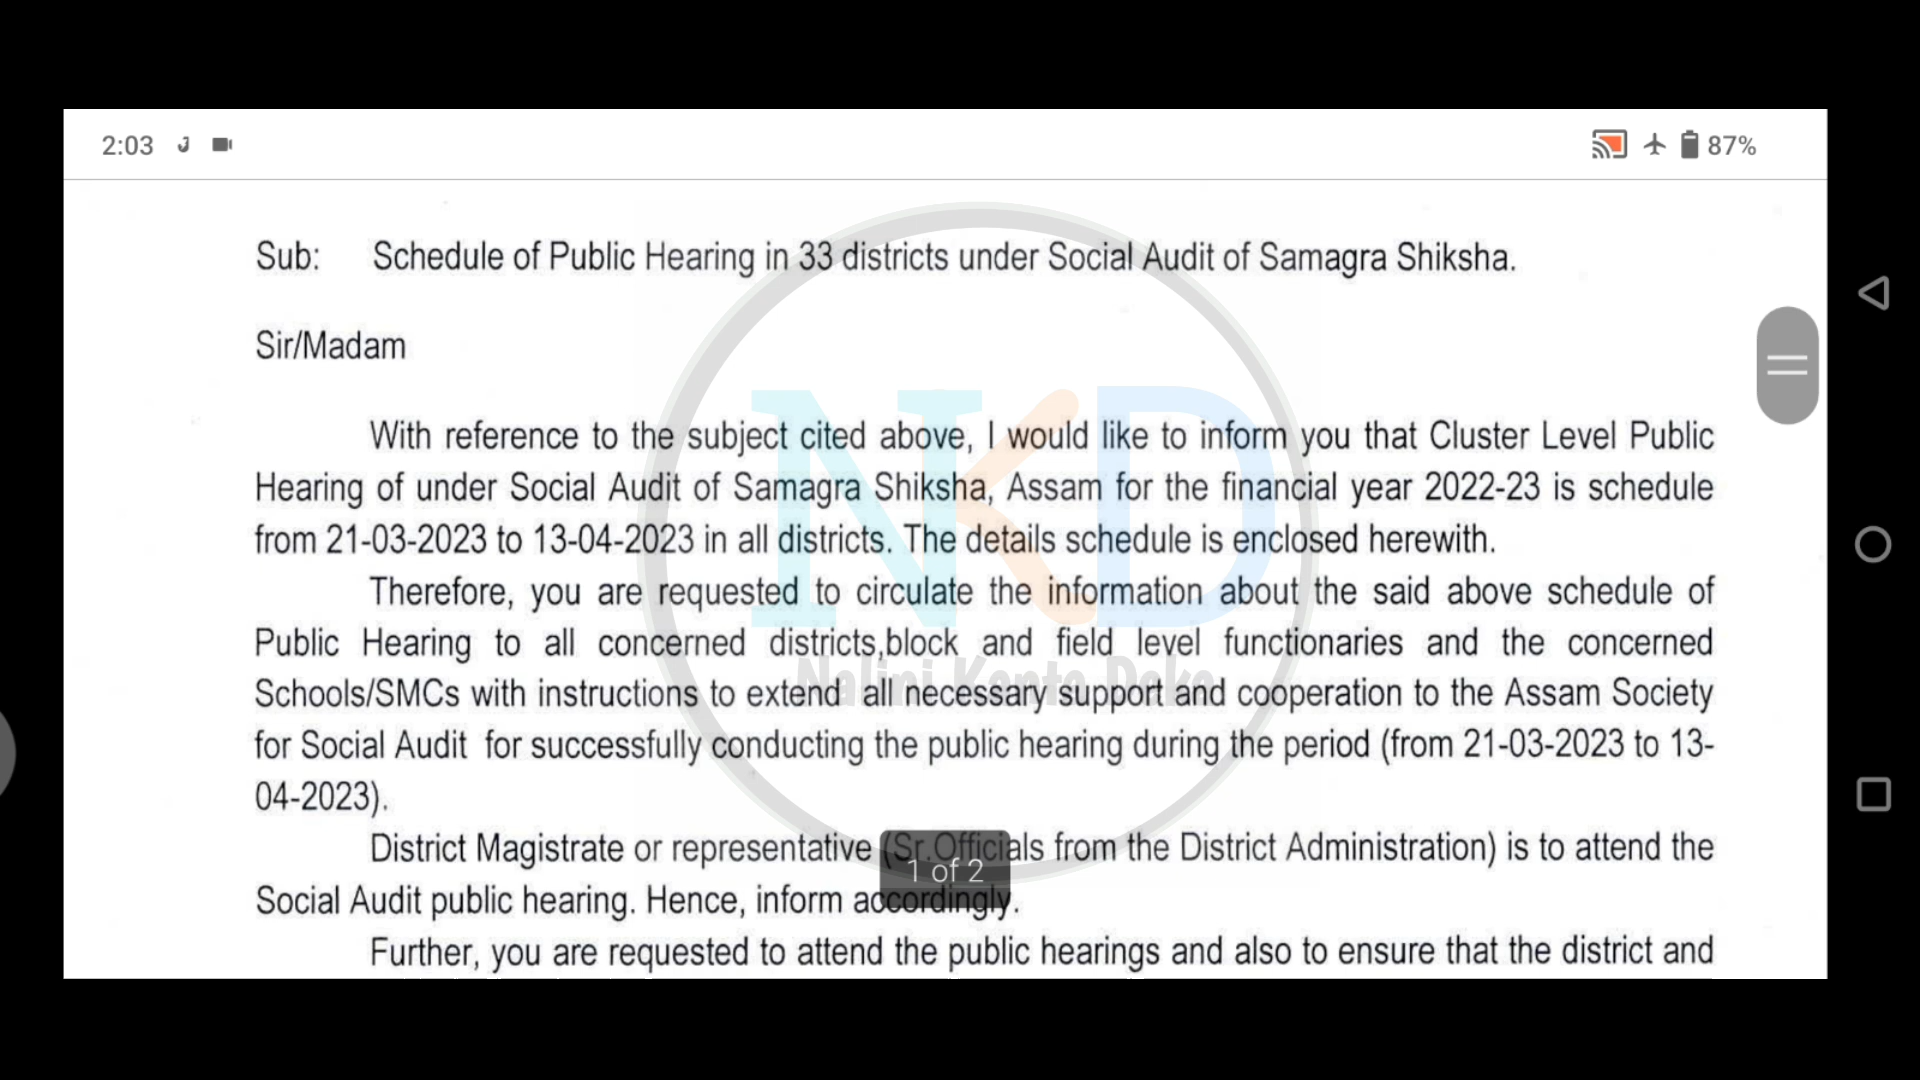 2:03
87%
Sub: Schedule of Public Hearing in 33 districts under Social Audit of Samagra Shiksha.
Sir/Madam
With reference to the subject cited above, I would like to inform you that Cluster Level Public
Hearing of under Social Audit of Samagra Shiksha, Assam for the financial year 2022-23 is schedule
from 21-03-2023 to 13-04-2023 in all districts. The details schedule is enclosed herewith.
Therefore, you are requested to circulate the information about the said above schedule of
Public Hearing to all concerned districts,block and field level functionaries and the concerned
Schools/SMCs with instructions to extend all necessary support and cooperation to the Assam Society
for Social Audit for successfully conducting the public hearing during the period (from 21-03-2023 to 13-
04-2023).
District Magistrate or representative (Sr.Officials from the District Administration) is to attend the
Social Audit public hearing. Hence, inform accordingly.
Further, you are requested to attend the public hearings and also to ensure that the district and
1 of 2
NKD
Nalini Kanta Deka